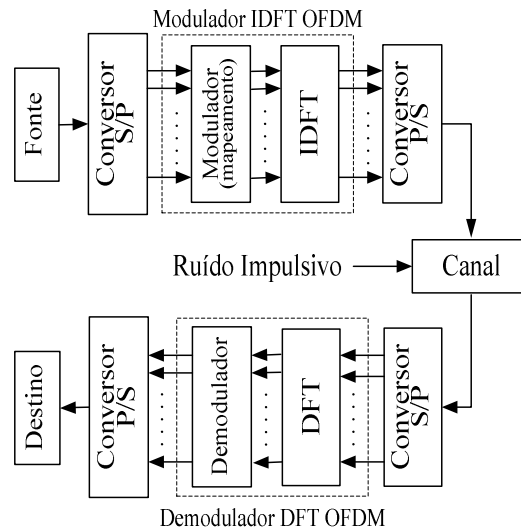 Modulador IDFT OFDM
Fonte
Conversor
S/P
Modulador
(mapeamento)
IDFT
Conversor
P/S
Ruído Impulsivo
Canal
Destino
Conversor
P/S
Demodulador
DFT
Conversor
S/P
Demodulador DFT OFDM